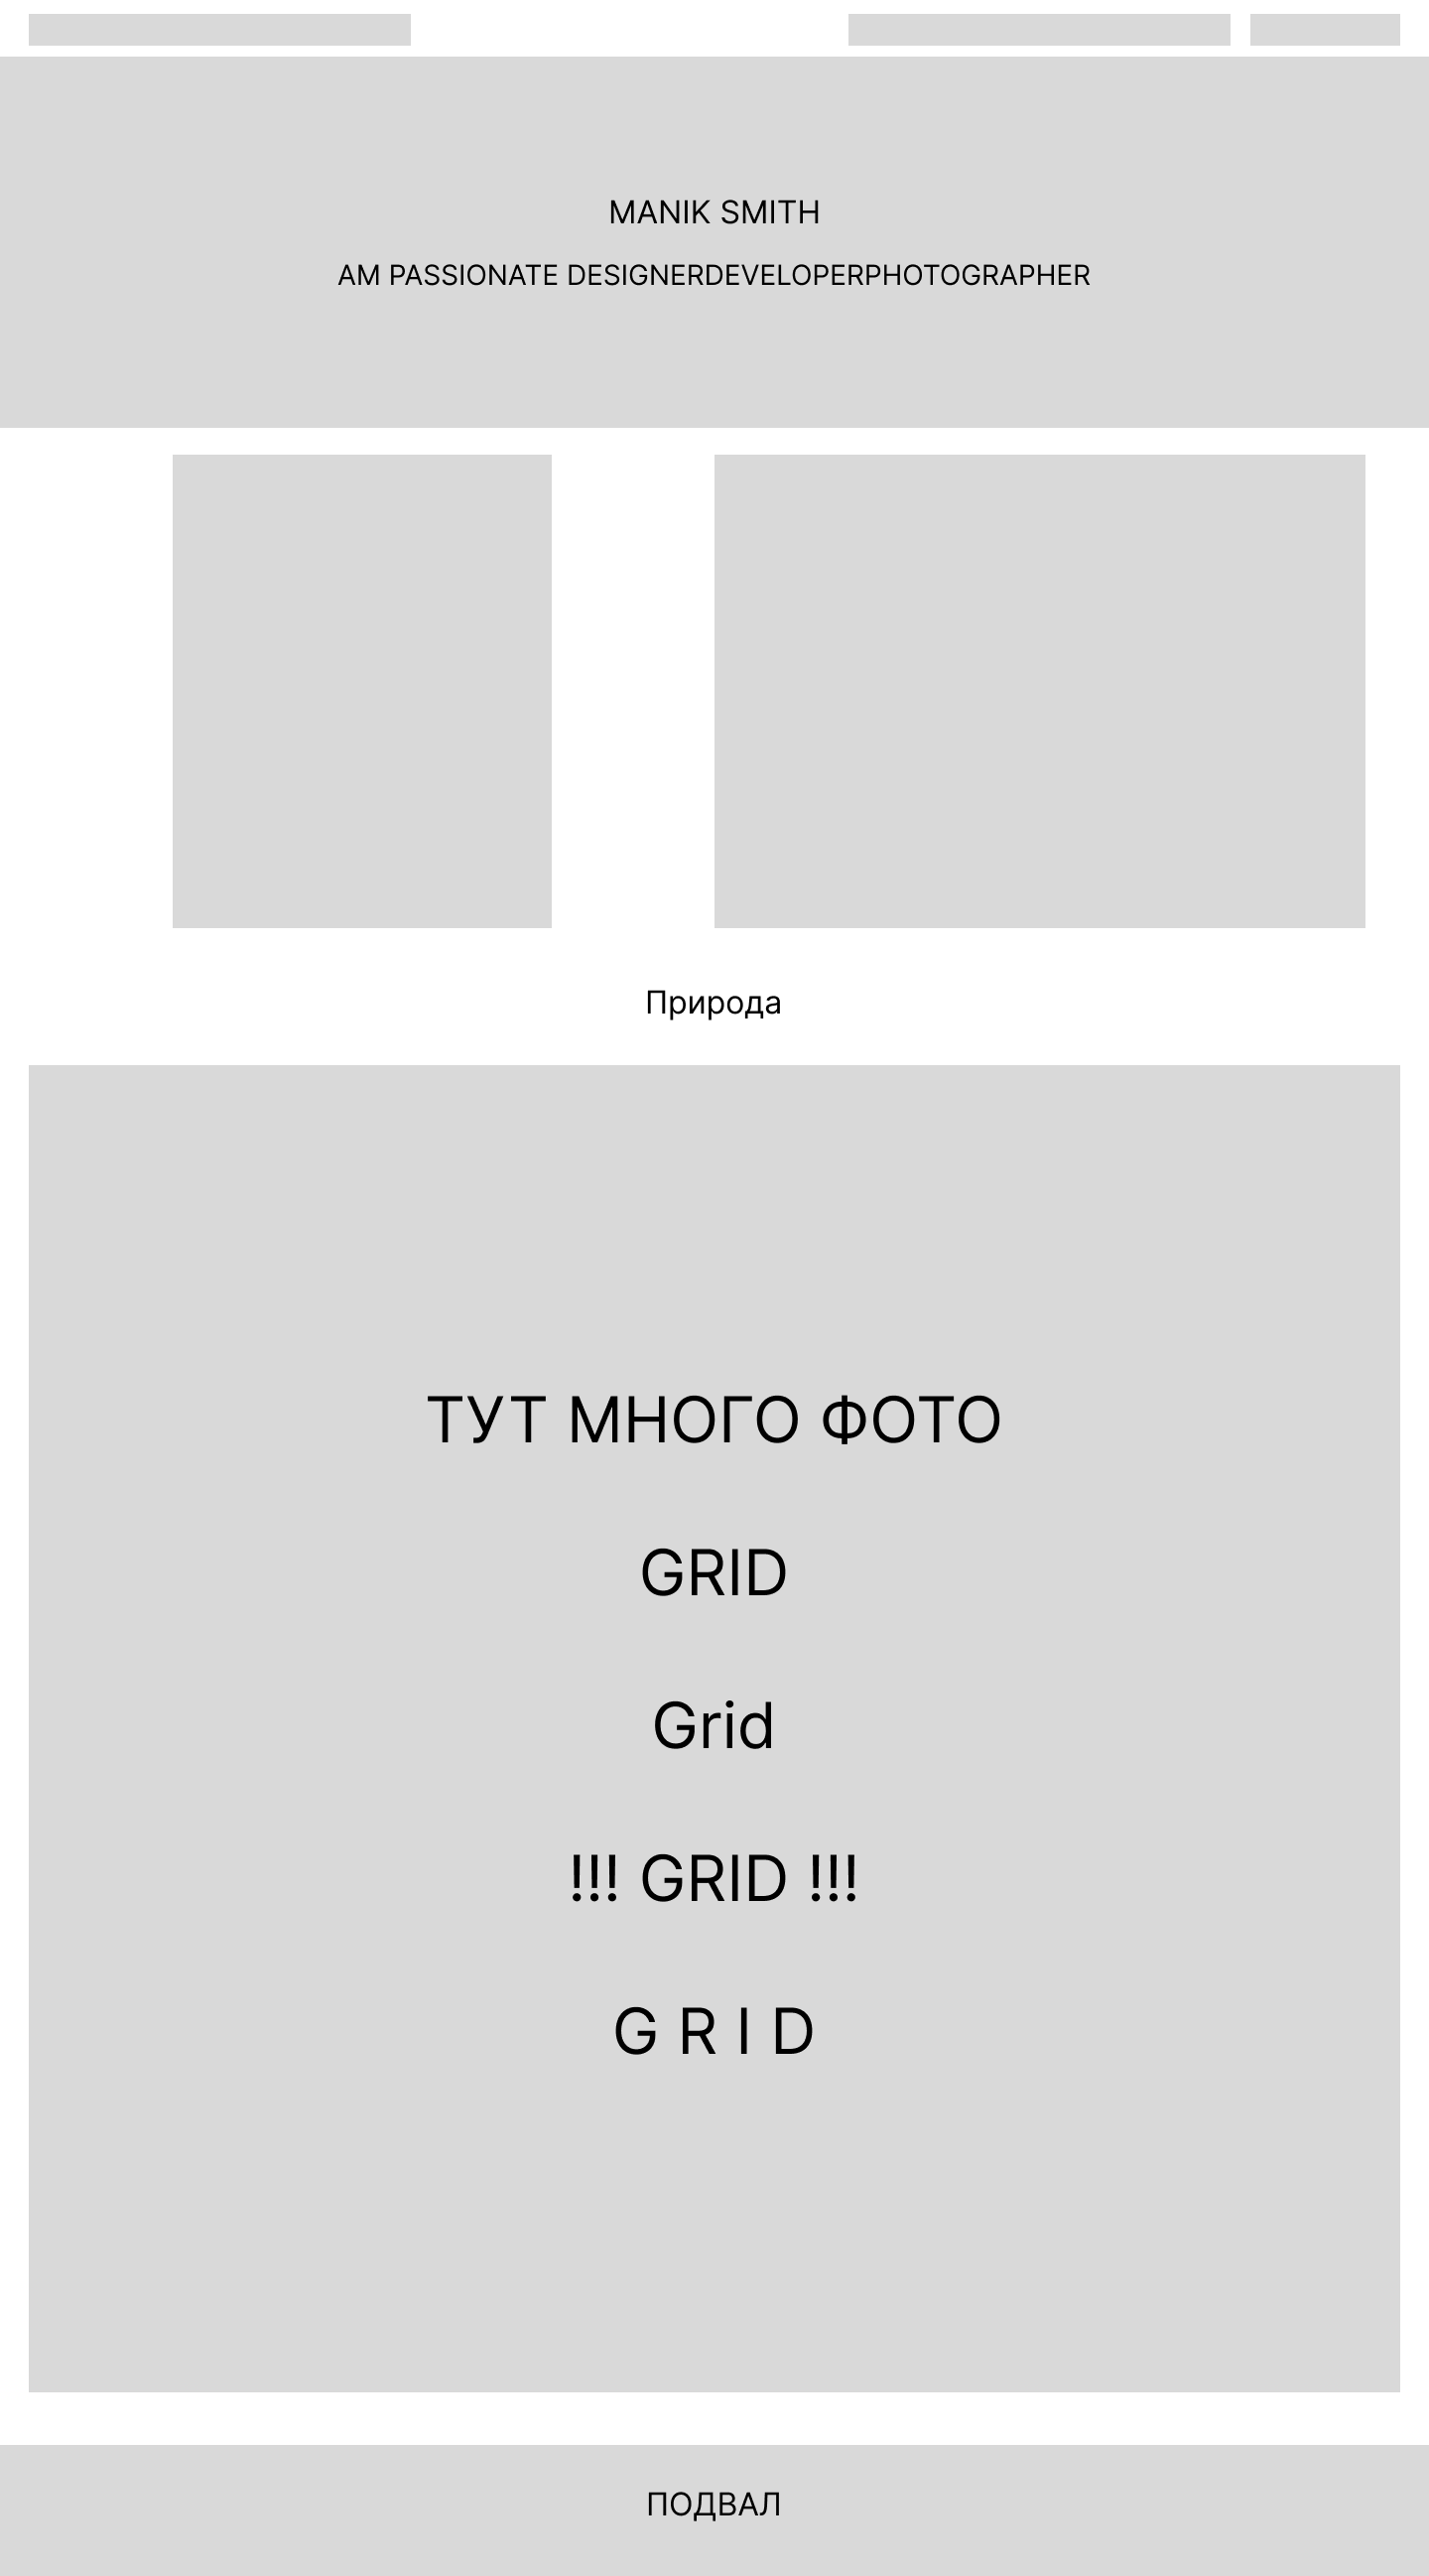 MANIK SMITH
AM PASSIONATE DESIGNERDEVELOPERPHOTOGRAPHER
Природа
ТУТ МНОГО ФОТО
GRID
Grid
!!! GRID !!!
G R I D
ПОДВАЛ